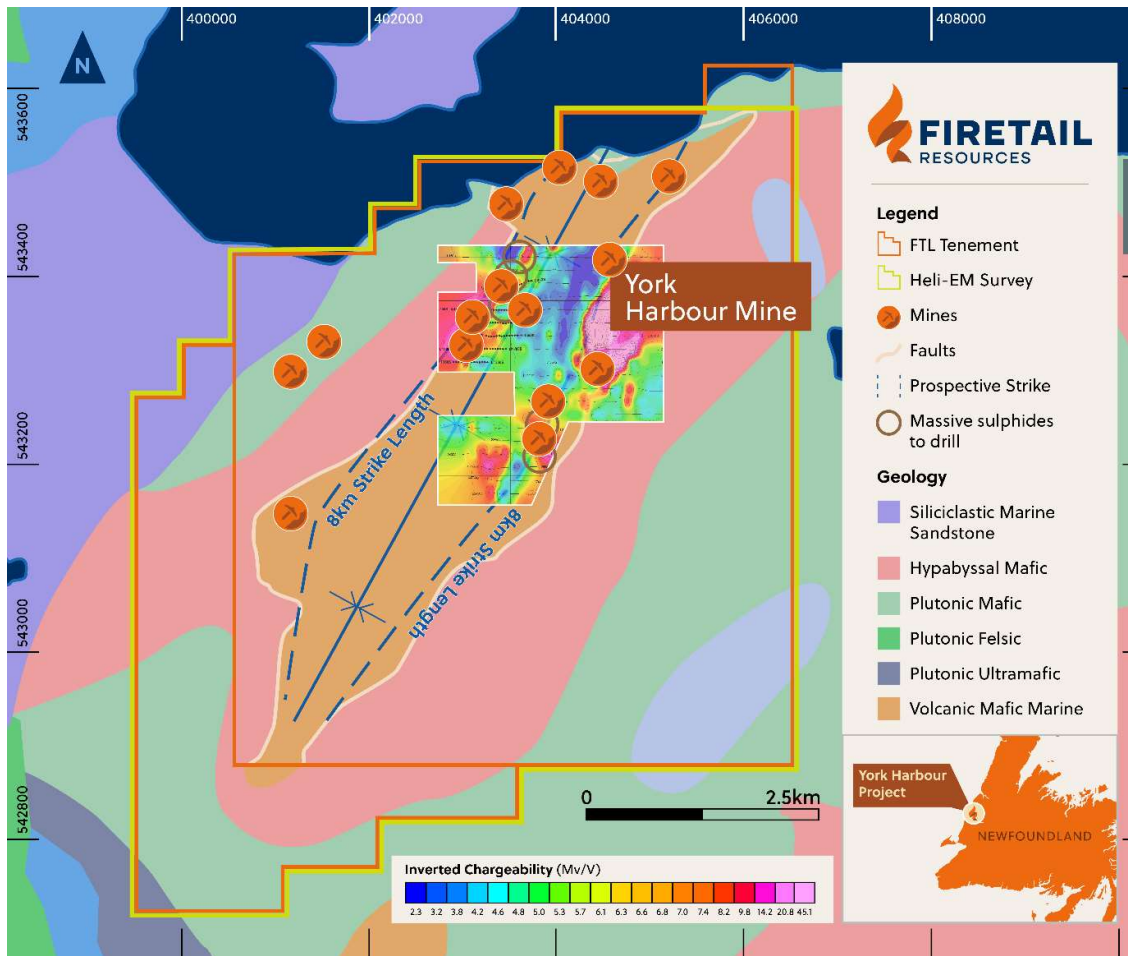 400000
402000
404000
406000
408000
N
543600
543400
543200
543000
542800
York
Harbour Mine
8km Strike Length
8km Strike Length
0
2.5km
Inverted Chargeability (Mv/V)
2.3 3.2 3.8 4.2 4.6 4.8 5.0 5.3 5.7 6.1 6.3 6.6 6.8 7.0 7.4 8.2 9.8 14.2 20.8 45.1
FIRETAIL
RESOURCES
Legend
FTL Tenement
Heli-EM Survey
Mines
Faults
Prospective Strike
Massive sulphides
to drill
Geology
Siliciclastic Marine
Sandstone
Hypabyssal Mafic
Plutonic Mafic
Plutonic Felsic
Plutonic Ultramafic
Volcanic Mafic Marine
York Harbour
Project
NEWFOUNDLAND